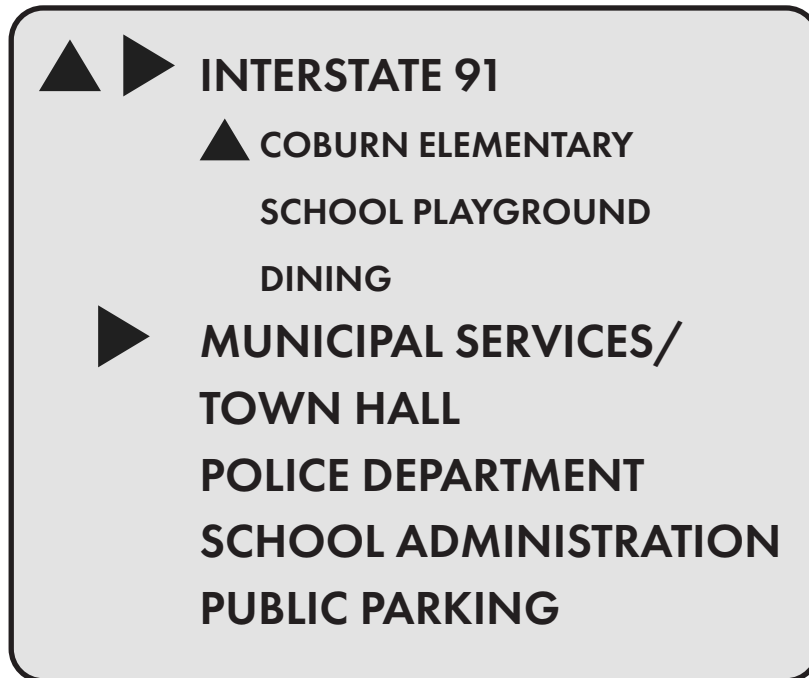 INTERSTATE 91
COBURN ELEMENTARY
SCHOOL PLAYGROUND
DINING
MUNICIPAL SERVICES/
TOWN HALL
POLICE DEPARTMENT
SCHOOL ADMINISTRATION
PUBLIC PARKING